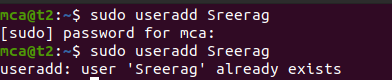 mca@t2:~$ sudo useradd Sreerag
[sudo] password for mca:
mca@t2:~$ sudo useradd Sreerag
useradd: user 'Sreerag' already exists